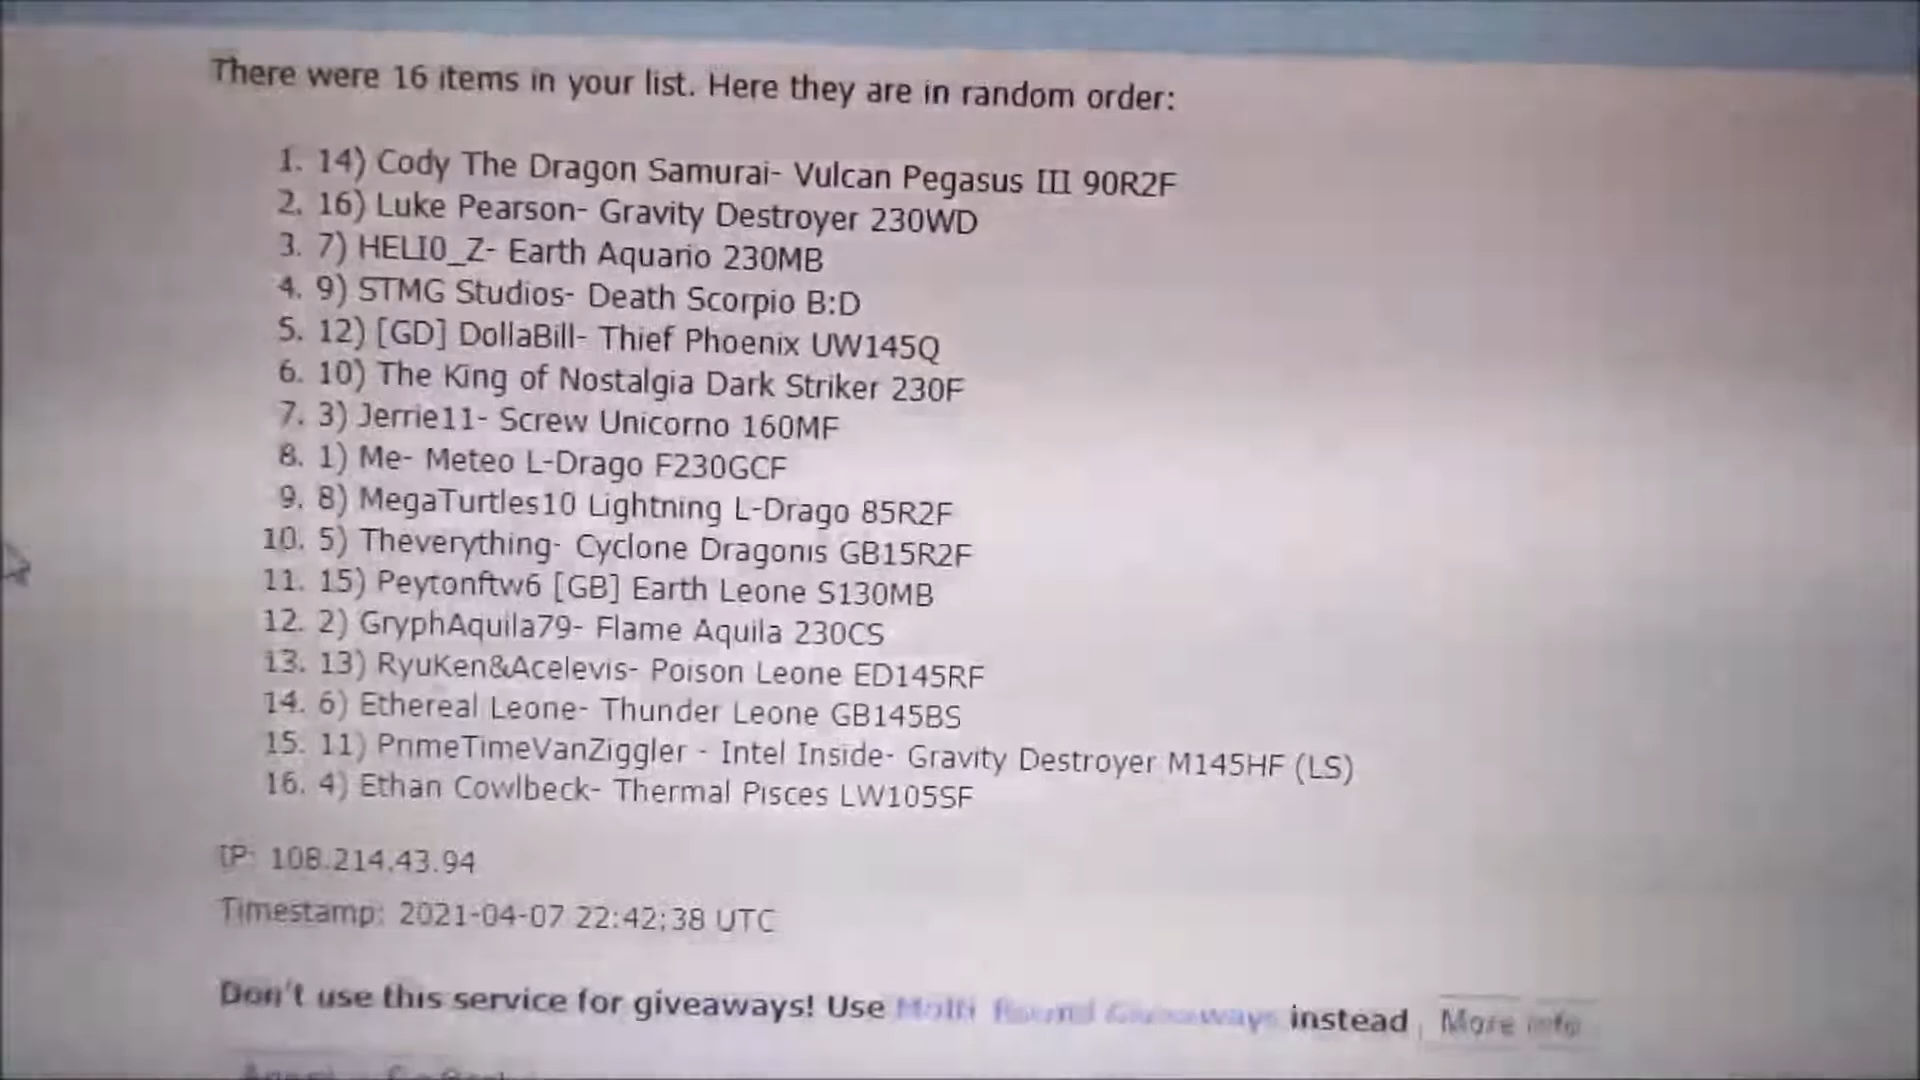 There were 16 items in your list. Here they are in random order:
1. 14) Cody The Dragon Samurai- Vulcan Pegasus III 90R2F
2. 16) Luke Pearson- Gravity Destroyer 230WD
3. 7) HELI0_Z- Earth Aquario 230MB
4. 9) STMG Studios- Death Scorpio B:D
5. 12) [GD] DollaBill- Thief Phoenix UW145Q
6. 10) The King of Nostalgia Dark Striker 230F
7. 3) Jerrie11- Screw Unicorno 160MF
8. 1) Me- Meteo L-Drago F230GCF
9. 8) MegaTurtles10 Lightning L-Drago 85R2F
10. 5) Theverything- Cyclone Dragonis GB15R2F
11. 15) Peytonftw6 [GB] Earth Leone S130MB
12. 2) GryphAquila79- Flame Aquila 230CS
13. 13) RyuKen&Acelevis- Poison Leone ED145RF
14. 6) Ethereal Leone- Thunder Leone GB145BS
15. 11) PrimeTimeVanZiggler - Intel Inside- Gravity Destroyer M145HF (LS)
16. 4) Ethan Cowlbeck- Thermal Pisces LW105SF
IP: 108.214.43.94
Timestamp: 2021-04-07 22:42:38 UTC
Don't use this service for giveaways! Use Multi Round Giveaways instead More info